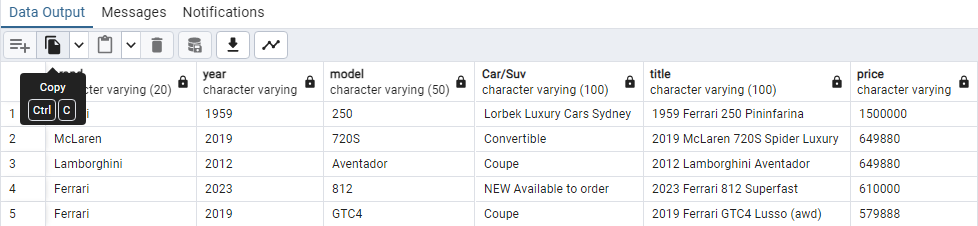 Data Output Messages Notifications
Copy
Ctrl C
year model Car/Suv title price
character varying (20) character varying character varying (50) character varying (100) character varying (100) character varying
1 1959 250 Lorbek Luxury Cars Sydney 1959 Ferrari 250 Pininfarina 1500000
2 McLaren 2019 720S Convertible 2019 McLaren 720S Spider Luxury 649880
3 Lamborghini 2012 Aventador Coupe 2012 Lamborghini Aventador 649880
4 Ferrari 2023 812 NEW Available to order 2023 Ferrari 812 Superfast 610000
5 Ferrari 2019 GTC4 Coupe 2019 Ferrari GTC4 Lusso (awd) 579888